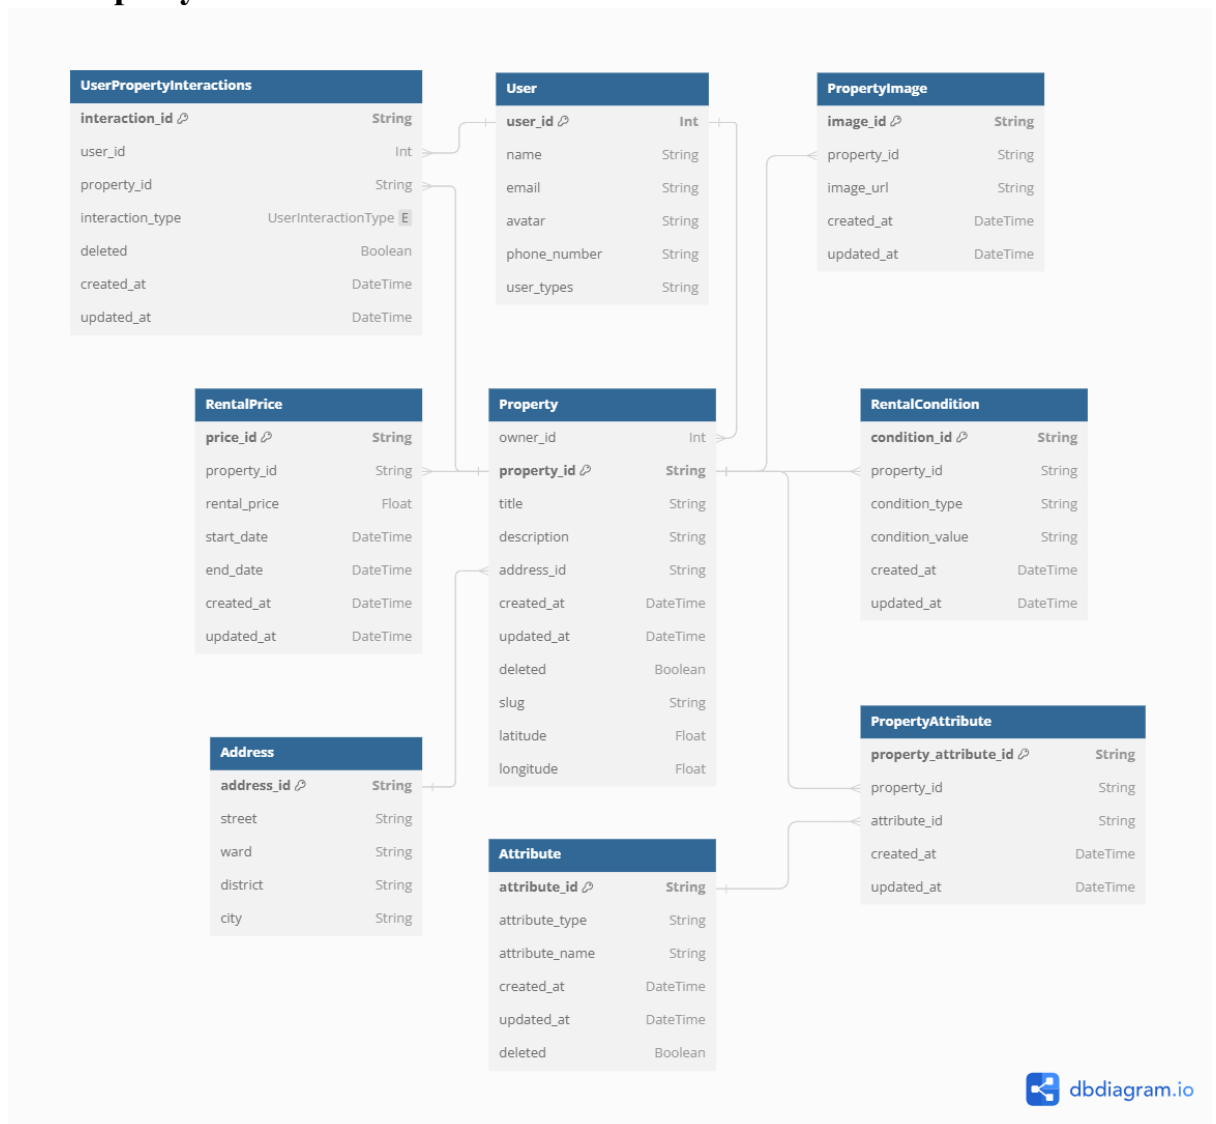 UserPropertyInteractions
interaction_id String
user_id Int
property_id String
interaction_type UserInteractionType E
deleted Boolean
created_at DateTime
updated_at DateTime
User
user_id Int
name String
email String
avatar String
phone_number String
user_types String
PropertyImage
image_id String
property_id String
image_url String
created_at DateTime
updated_at DateTime
RentalPrice
price_id String
property_id String
rental_price Float
start_date DateTime
end_date DateTime
created_at DateTime
updated_at DateTime
Property
owner_id Int
property_id String
title String
description String
address_id String
created_at DateTime
updated_at DateTime
deleted Boolean
slug String
latitude Float
longitude Float
RentalCondition
condition_id String
property_id String
condition_type String
condition_value String
created_at DateTime
updated_at DateTime
Address
address_id String
street String
ward String
district String
city String
Attribute
attribute_id String
attribute_type String
attribute_name String
created_at DateTime
updated_at DateTime
deleted Boolean
PropertyAttribute
property_attribute_id String
property_id String
attribute_id String
created_at DateTime
updated_at DateTime
dbdiagram.io